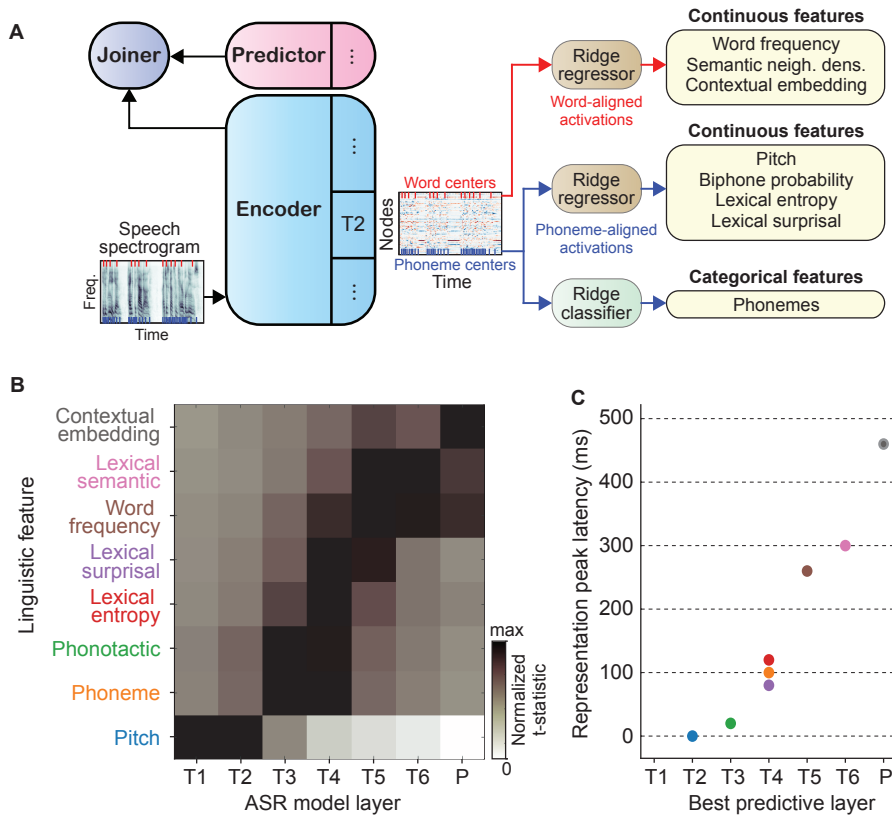 A
Joiner
Predictor
...
Encoder
...
T2
...
Speech
spectrogram
Freq.
Time
Nodes
Word centers
Phoneme centers
Time
Ridge
regressor
Word-aligned
activations
Ridge
regressor
Phoneme-aligned
activations
Ridge
classifier
Continuous features
Word frequency
Semantic neigh. dens.
Contextual embedding
Continuous features
Pitch
Biphone probability
Lexical entropy
Lexical surprisal
Categorical features
Phonemes
B
Linguistic feature
Contextual
embedding
Lexical
semantic
Word
frequency
Lexical
surprisal
Lexical
entropy
Phonotactic
Phoneme
Pitch
T1 T2 T3 T4 T5 T6 P
ASR model layer
max
Normalized
t-statistic
0
C
Representation peak latency (ms)
500
400
300
200
100
0
T1 T2 T3 T4 T5 T6 P
Best predictive layer